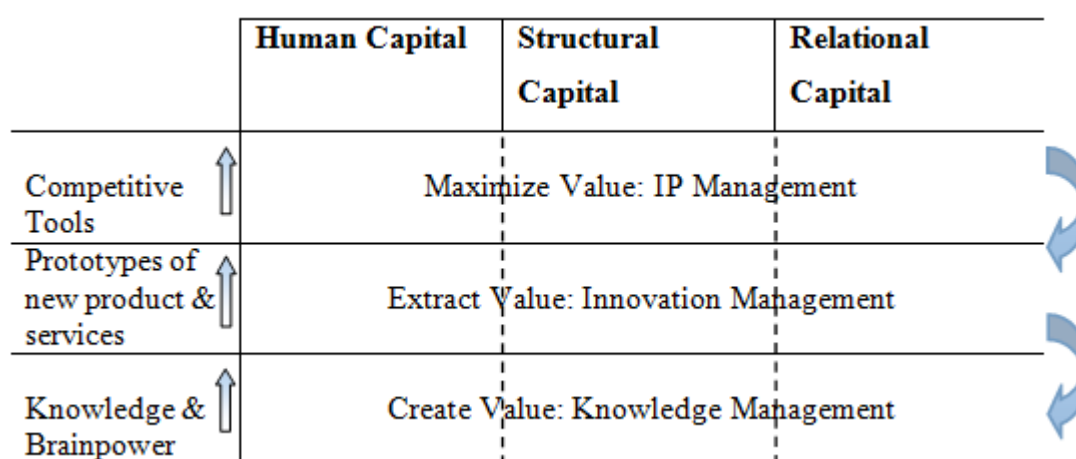 Human Capital
Structural
Capital
Relational
Capital
Competitive
Tools
Maximize Value: IP Management
Prototypes of
new product &
services
Extract Value: Innovation Management
Knowledge &
Brainpower
Create Value: Knowledge Management